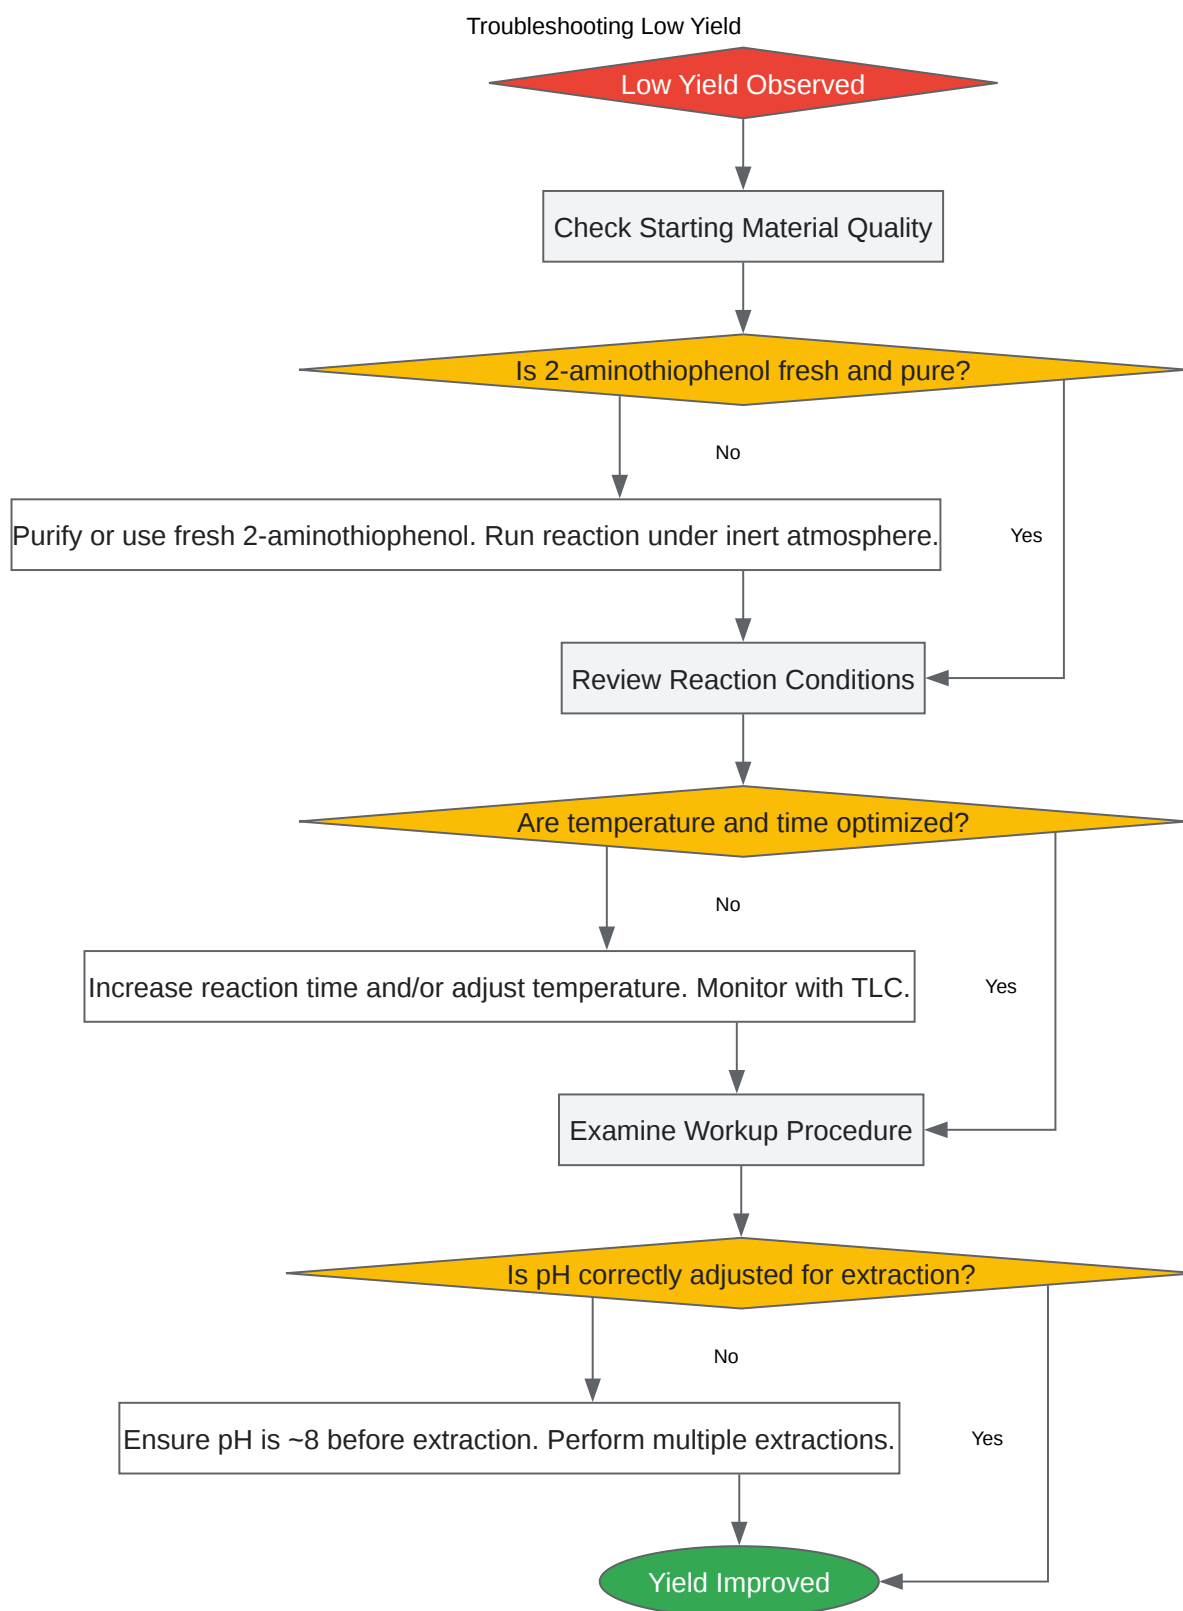 Troubleshooting Low Yield
Low Yield Observed
Check Starting Material Quality
Is 2-aminothiophenol fresh and pure?
No
Purify or use fresh 2-aminothiophenol. Run reaction under inert atmosphere.
Yes
Review Reaction Conditions
Are temperature and time optimized?
No
Increase reaction time and/or adjust temperature. Monitor with TLC.
Yes
Examine Workup Procedure
Is pH correctly adjusted for extraction?
No
Ensure pH is ~8 before extraction. Perform multiple extractions.
Yes
Yield Improved